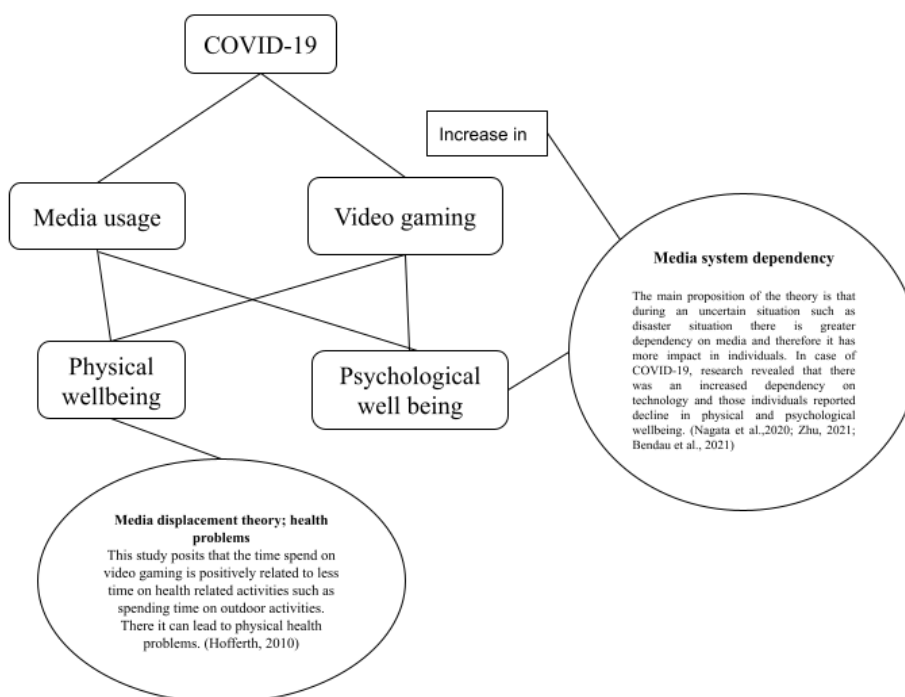 COVID-19
Increase in
Media usage
Video gaming
Physical
wellbeing
Psychological
well being
Media system dependency
The main proposition of the theory is that
during an uncertain situation such as
disaster situation there is greater
dependency on media and therefore it has
more impact in individuals. In case of
COVID-19, research revealed that there
was an increased dependency on
technology and those individuals reported
decline in physical and psychological
wellbeing. (Nagata et al.,2020; Zhu, 2021;
Bendau et al., 2021)
Media displacement theory; health
problems
This study posits that the time spend on
video gaming is positively related to less
time on health related activities such as
spending time on outdoor activities.
There it can lead to physical health
problems. (Hofferth, 2010)